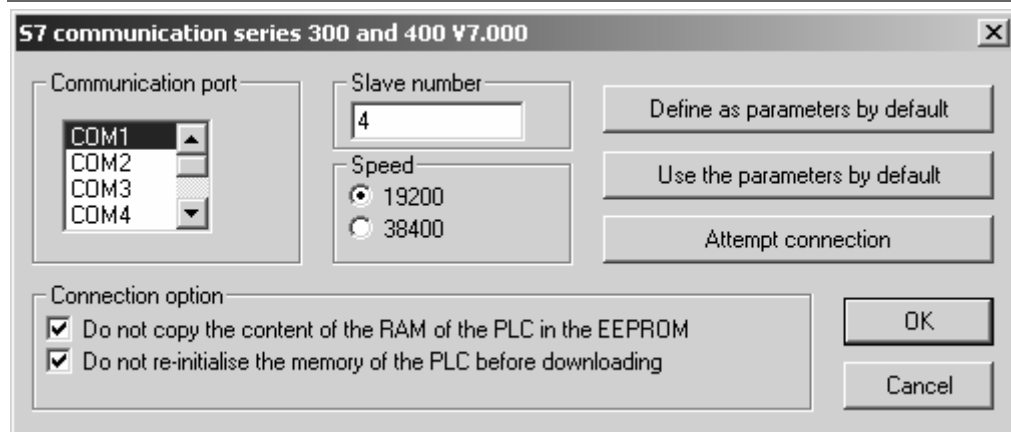 S7 communication series 300 and 400 V7.000
Communication port
COM1
COM2
COM3
COM4
Slave number
4
Speed
19200
38400
Define as parameters by default
Use the parameters by default
Attempt connection
Connection option
Do not copy the content of the RAM of the PLC in the EEPROM
Do not re-initialise the memory of the PLC before downloading
OK
Cancel